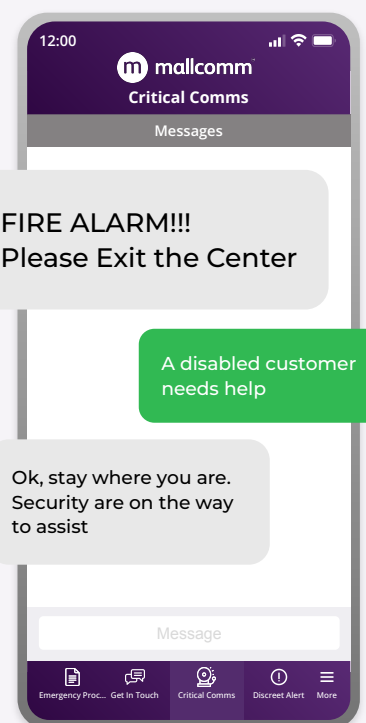 12:00
mallcomm
Critical Comms
Messages
FIRE ALARM!!!
Please Exit the Center
A disabled customer
needs help
Ok, stay where you are.
Security are on the way
to assist
Message
Emergency Proc... Get In Touch Critical Comms Discreet Alert More